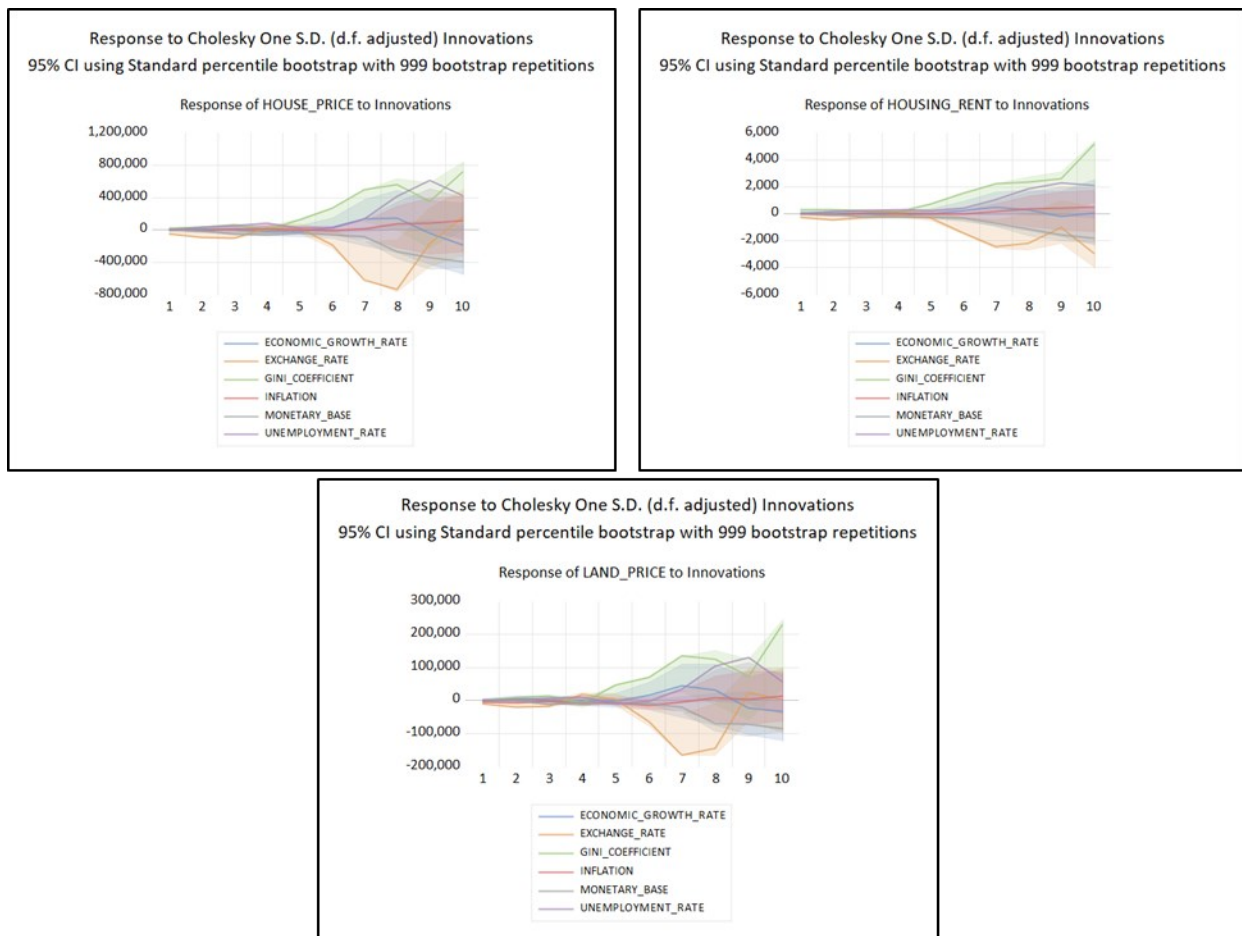 Response to Cholesky One S.D. (d.f. adjusted) Innovations
95% CI using Standard percentile bootstrap with 999 bootstrap repetitions
Response of HOUSE_PRICE to Innovations
1,200,000
800,000
400,000
0
-400,000
-800,000
1 2 3 4 5 6 7 8 9 10
ECONOMIC_GROWTH_RATE
EXCHANGE_RATE
GINI_COEFFICIENT
INFLATION
MONETARY_BASE
UNEMPLOYMENT_RATE
Response to Cholesky One S.D. (d.f. adjusted) Innovations
95% CI using Standard percentile bootstrap with 999 bootstrap repetitions
Response of HOUSING_RENT to Innovations
6,000
4,000
2,000
0
-2,000
-4,000
-6,000
1 2 3 4 5 6 7 8 9 10
ECONOMIC_GROWTH_RATE
EXCHANGE_RATE
GINI_COEFFICIENT
INFLATION
MONETARY_BASE
UNEMPLOYMENT_RATE
Response to Cholesky One S.D. (d.f. adjusted) Innovations
95% CI using Standard percentile bootstrap with 999 bootstrap repetitions
Response of LAND_PRICE to Innovations
300,000
200,000
100,000
0
-100,000
-200,000
1 2 3 4 5 6 7 8 9 10
ECONOMIC_GROWTH_RATE
EXCHANGE_RATE
GINI_COEFFICIENT
INFLATION
MONETARY_BASE
UNEMPLOYMENT_RATE